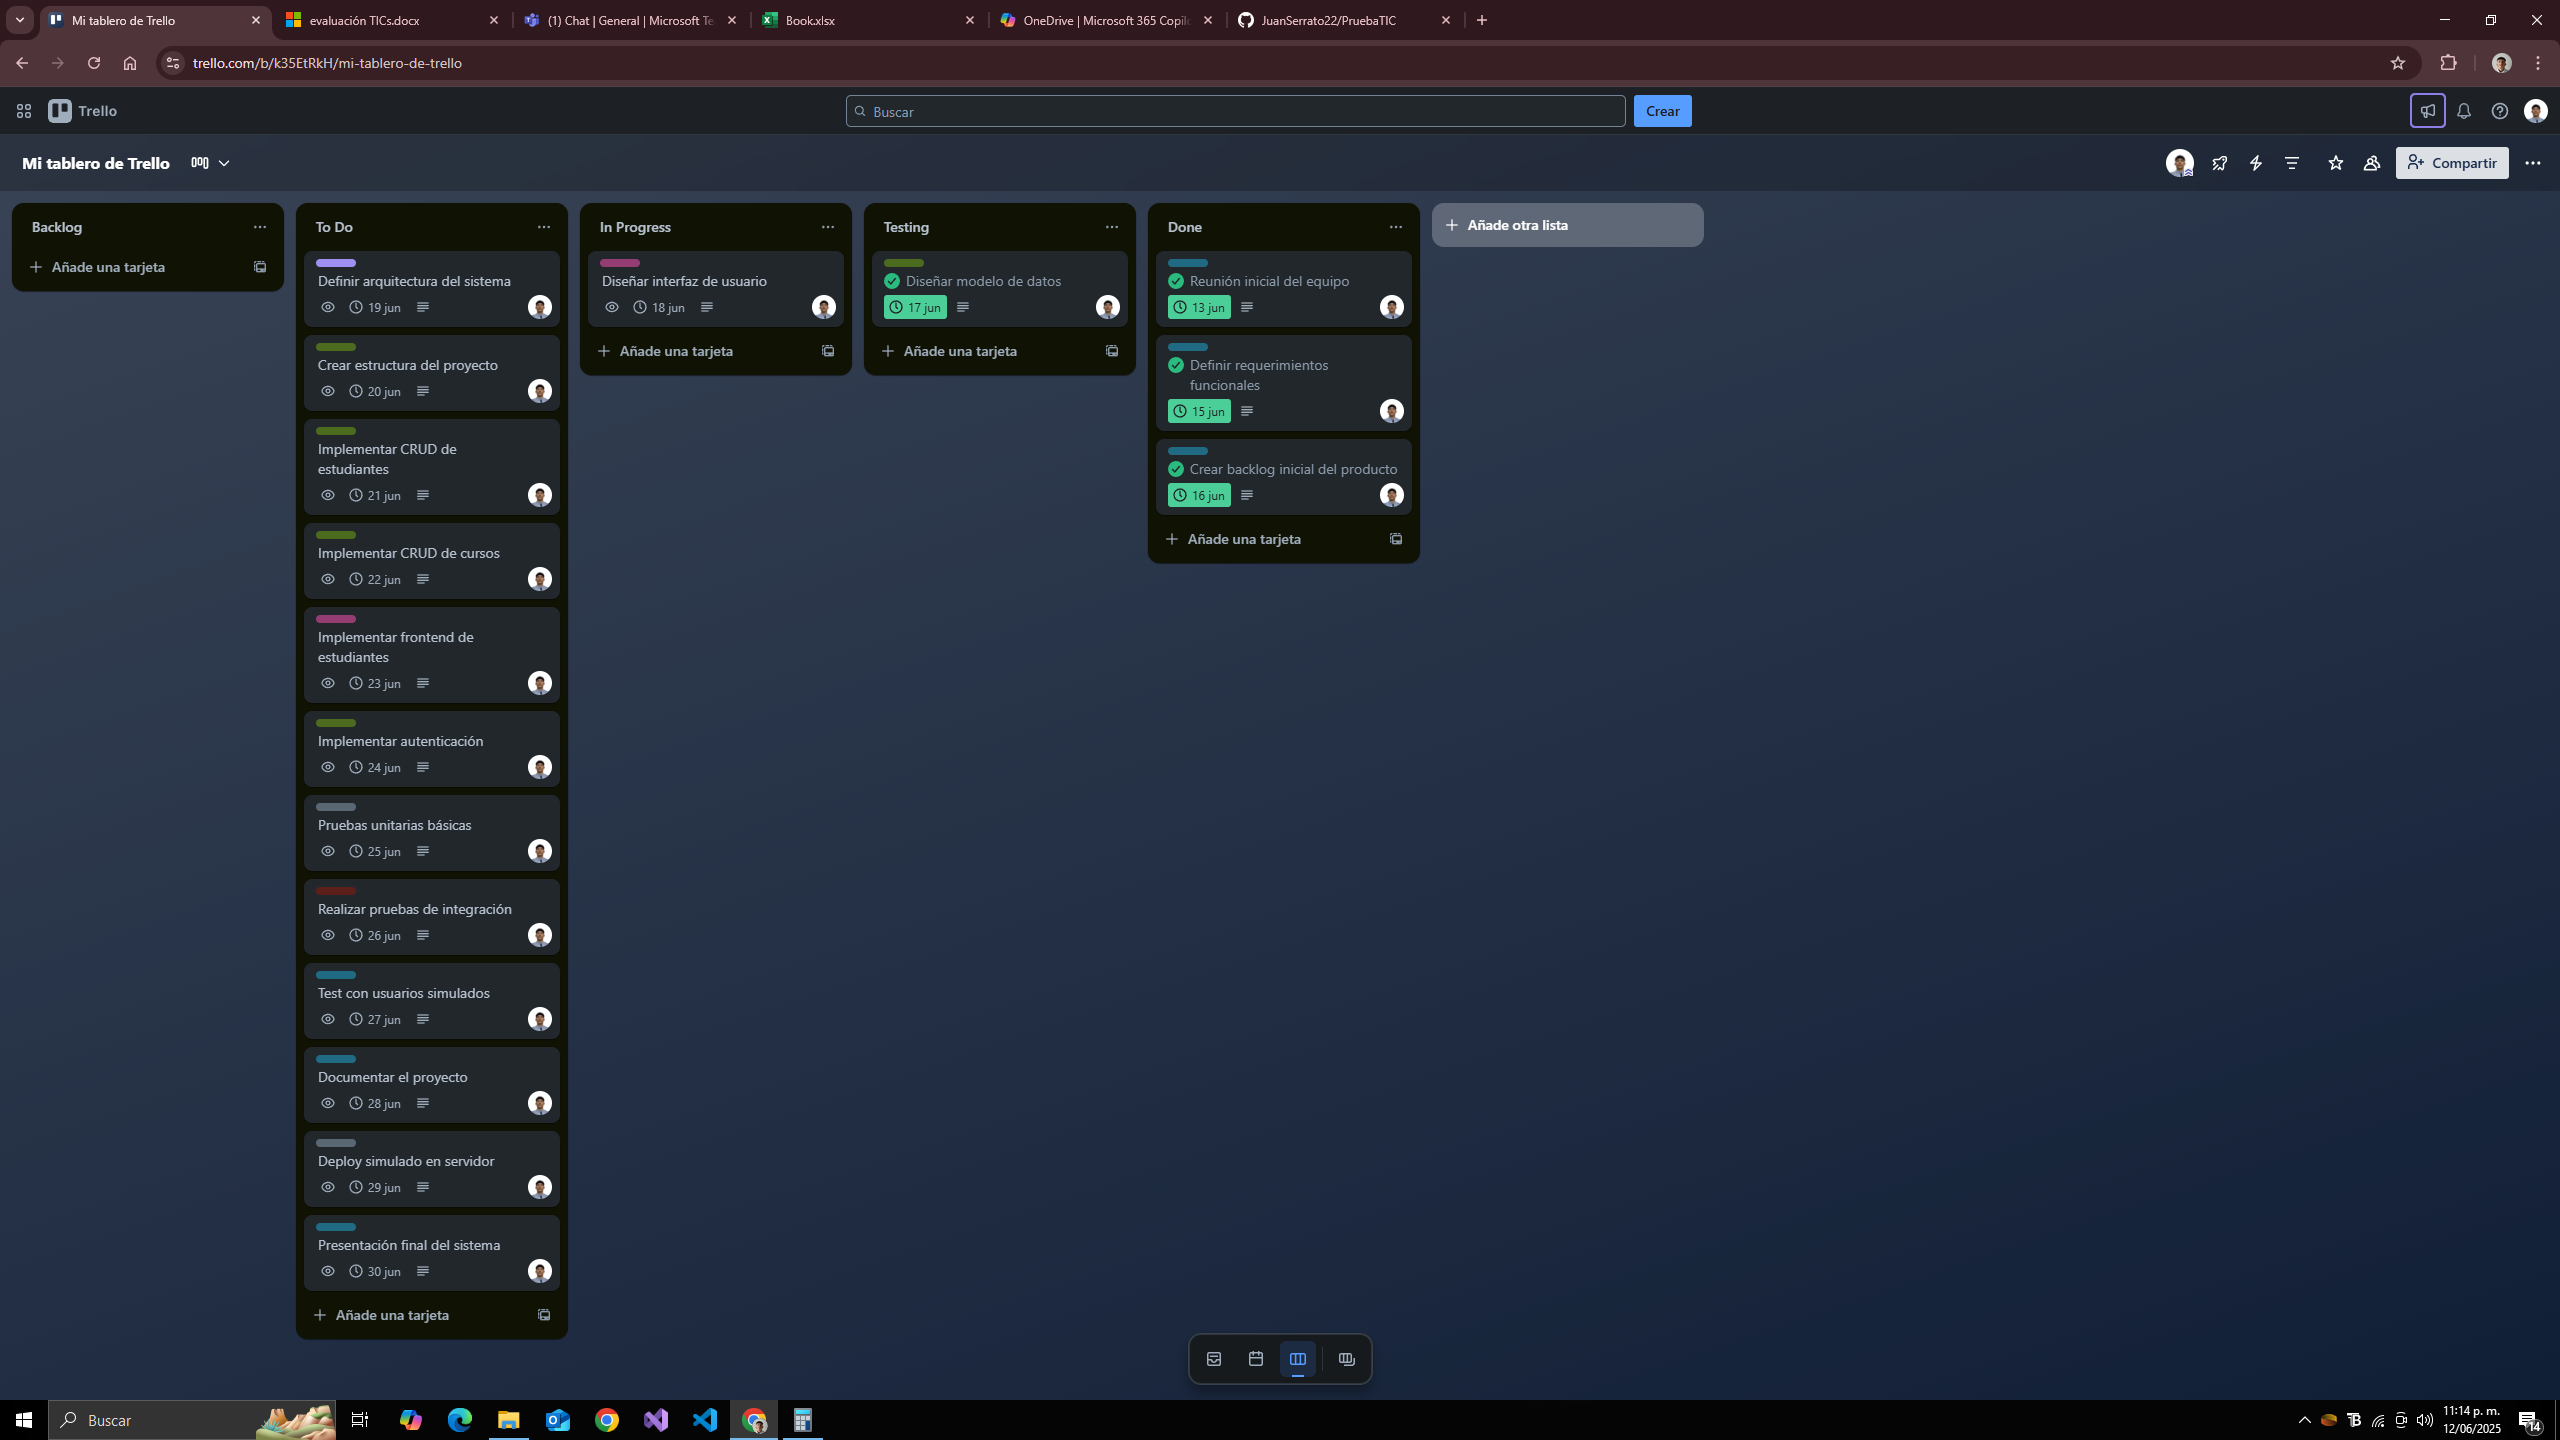 Mi tablero de Trello
evaluación TICs.docx
(1) Chat | General | Microsoft Te
Book.xlsx
OneDrive | Microsoft 365 Copilo
JuanSerrato22/PruebaTIC
trello.com/b/k35EtRkH/mi-tablero-de-trello
Trello
Buscar
Crear
Mi tablero de Trello
Compartir
Backlog
Añade una tarjeta
To Do
Definir arquitectura del sistema
19 jun
Crear estructura del proyecto
20 jun
Implementar CRUD de
estudiantes
21 jun
Implementar CRUD de cursos
22 jun
Implementar frontend de
estudiantes
23 jun
Implementar autenticación
24 jun
Pruebas unitarias básicas
25 jun
Realizar pruebas de integración
26 jun
Test con usuarios simulados
27 jun
Documentar el proyecto
28 jun
Deploy simulado en servidor
29 jun
Presentación final del sistema
30 jun
Añade una tarjeta
In Progress
Diseñar interfaz de usuario
18 jun
Añade una tarjeta
Testing
Diseñar modelo de datos
17 jun
Añade una tarjeta
Done
Reunión inicial del equipo
13 jun
Definir requerimientos
funcionales
15 jun
Crear backlog inicial del producto
16 jun
Añade una tarjeta
Añade otra lista
Buscar
11:14 p. m.
12/06/2025
14